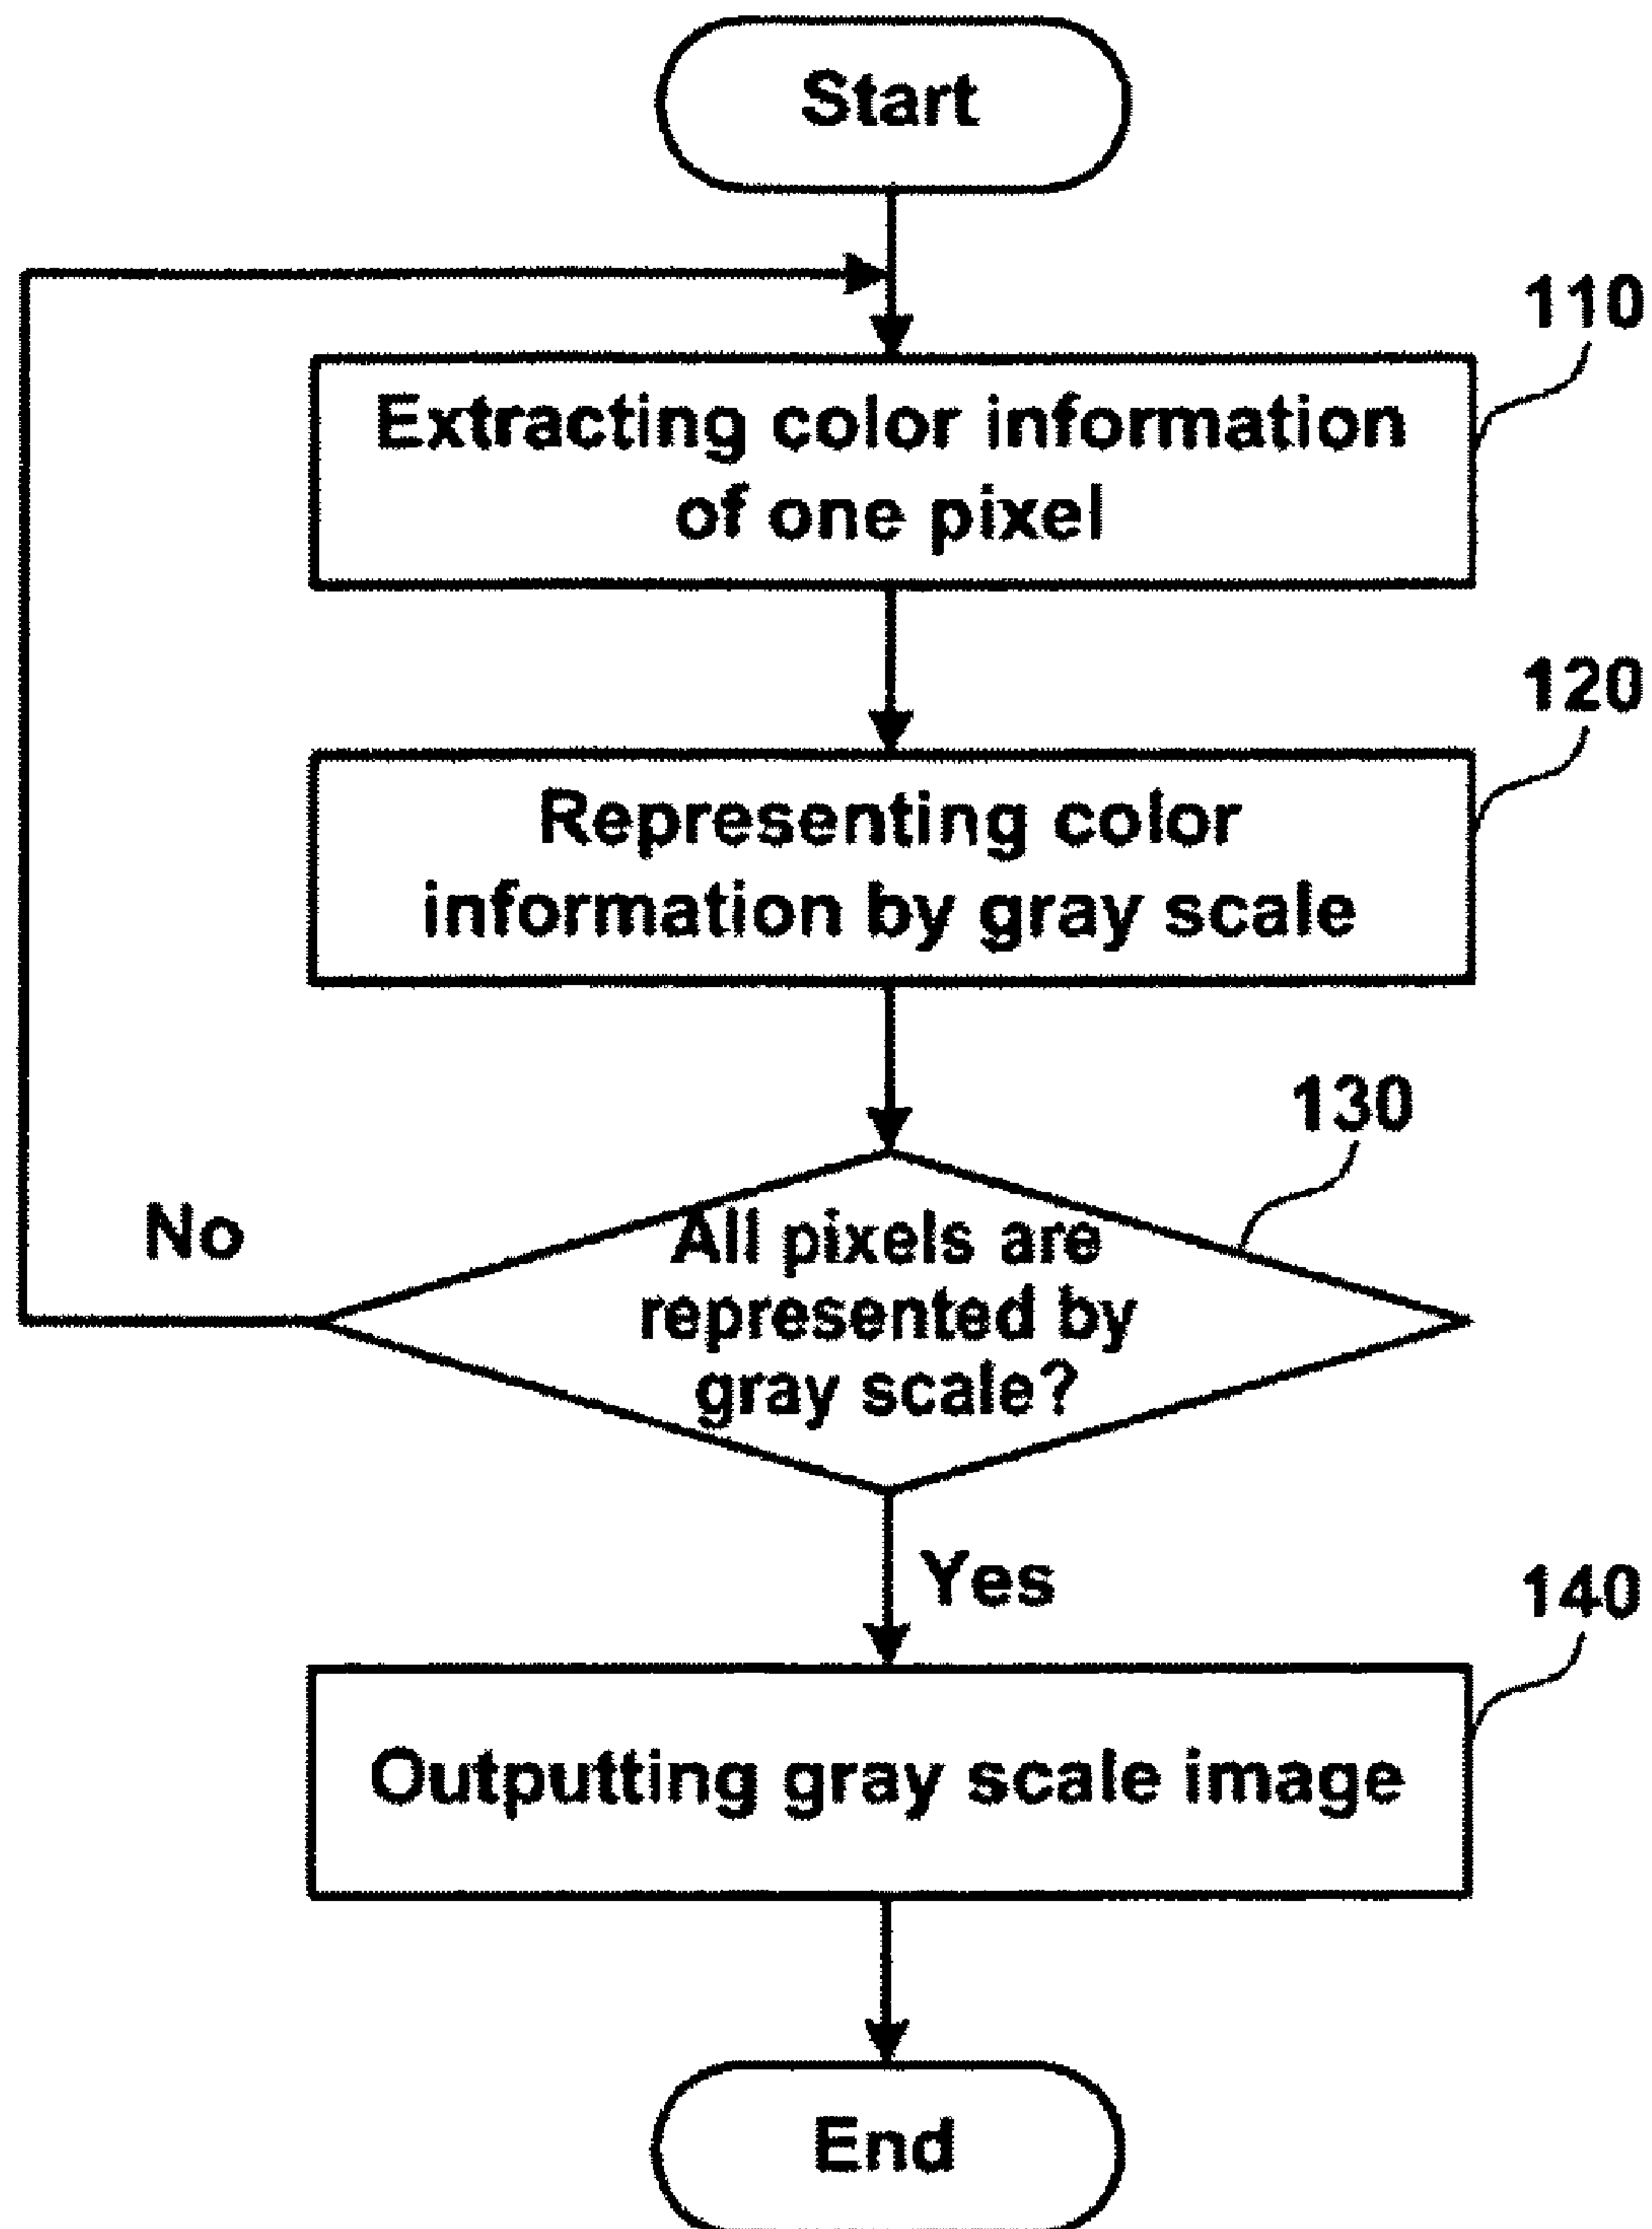 Start
110
Extracting color information
of one pixel
120
Representing color
information by gray scale
130
No
All pixels are
represented by
gray scale?
Yes
140
Outputting gray scale image
End